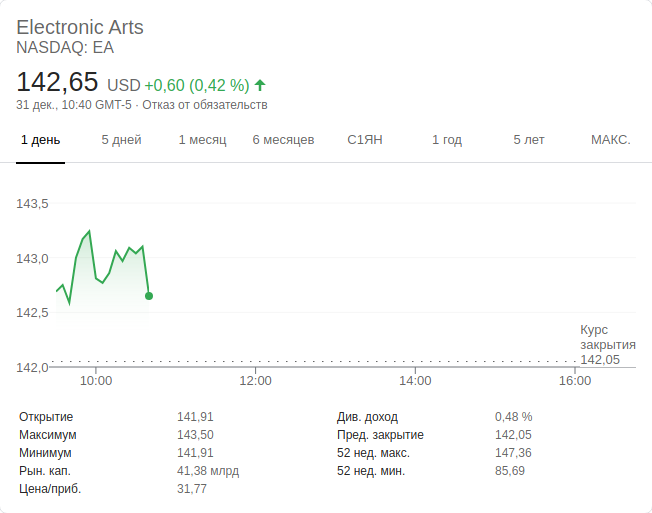 Electronic Arts
NASDAQ: EA
142,65 USD +0,60 (0,42 %)
31 дек., 10:40 GMT-5 · Отказ от обязательств
1 день 5 дней 1 месяц 6 месяцев С1ЯН 1 год 5 лет МАКС.
143,5
143,0
142,5
142,0
Курс
закрытия
142,05
10:00 12:00 14:00 16:00
Открытие 141,91 Див. доход 0,48 %
Максимум 143,50 Пред. закрытие 142,05
Минимум 141,91 52 нед. макс. 147,36
Рын. кап. 41,38 млрд 52 нед. мин. 85,69
Цена/приб. 31,77